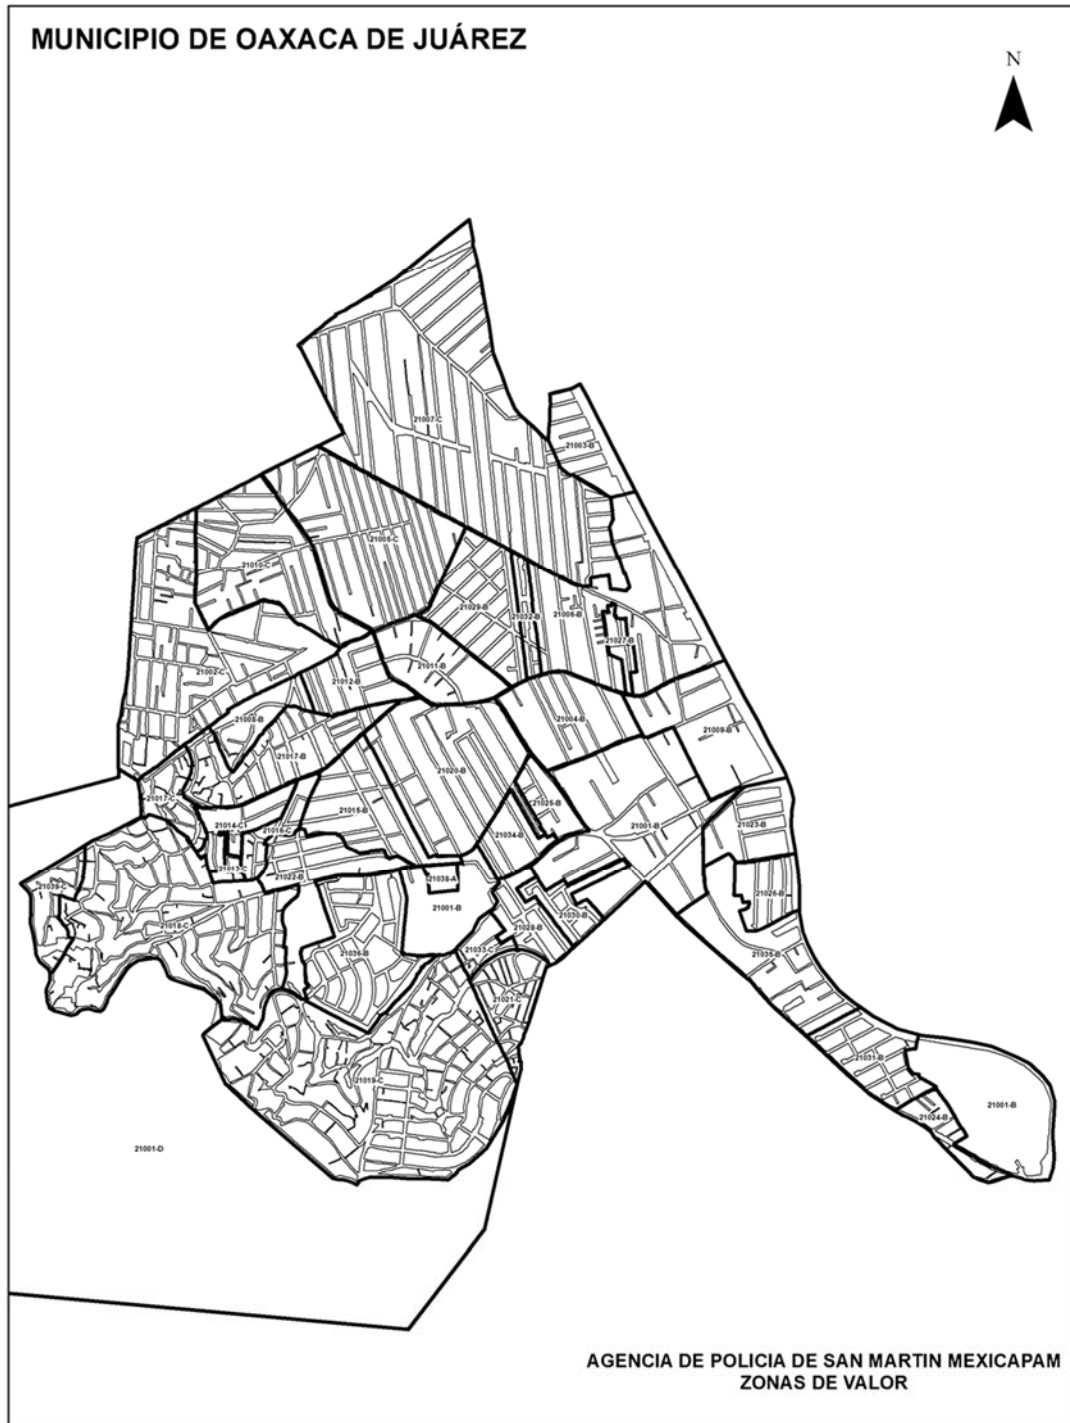 MUNICIPIO DE OAXACA DE JUÁREZ
N
21007-C
21003-B
21005-C
21010-C
21029-B
21032-B
21006-B
21027-B
21002-C
21011-B
21012-B
21008-B
21004-B
21009-B
21017-B
21020-B
21017-C
21015-B
21025-B
21014-C
21016-C
21034-B
21001-B
21023-B
21013-C
21022-B
21038-A
21039-C
21026-B
21001-B
21018-C
21030-B
21028-B
21036-B
21033-C
21035-B
21021-C
21031-B
21019-C
21001-B
21024-B
21001-D
AGENCIA DE POLICIA DE SAN MARTIN MEXICAPAM
ZONAS DE VALOR